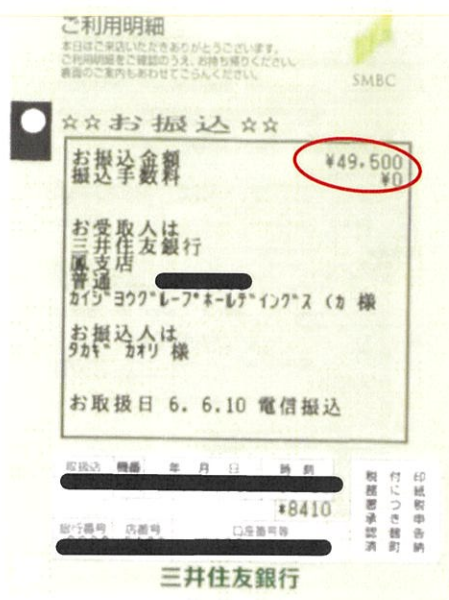 ご利用明細
本日はご来店いただきありがとうございます。
ご利用明細をご確認のうえ、お持ち帰りください。
裏面のご案内もあわせてごらんください。
SMBC
☆☆お振込☆☆
お振込金額 ¥49,500
振込手数料 ¥0
お受取人は
三井住友銀行
鳳支店
普通
カイジヨウグループホールデイングス（カ 様
お振込人は
タカギ カオリ 様
お取扱日 6. 6.10 電信振込
取扱店 機番 年 月 日 時 刻
*8410
銀行番号 店番号 口座番号等
印紙税申告納
付につき麹町
税務署承認済
三井住友銀行